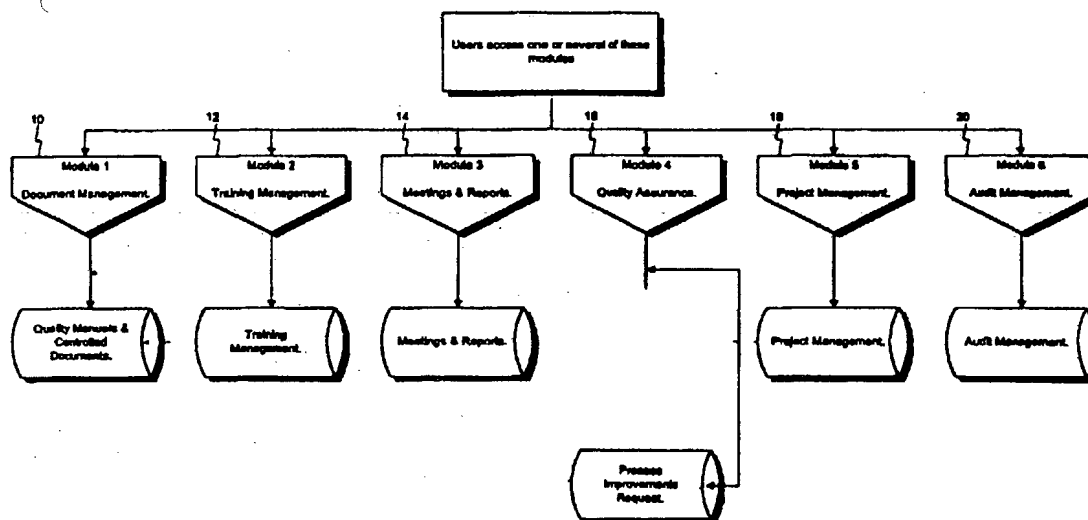 Users access one or several of these
modules
10
12
14
16
18
20
Module 1
Document Management.
Module 2
Training Management.
Module 3
Meetings & Reports.
Module 4
Quality Assurance.
Module 5
Project Management.
Module 6
Audit Management.
Quality Manuals &
Controlled
Documents.
Training
Management.
Meetings & Reports.
Project Management.
Audit Management.
Process
Improvements
Request.